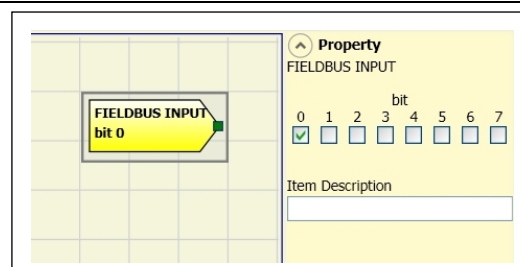 FIELDBUS INPUT
bit 0
Property
FIELDBUS INPUT
bit
0 1 2 3 4 5 6 7
Item Description